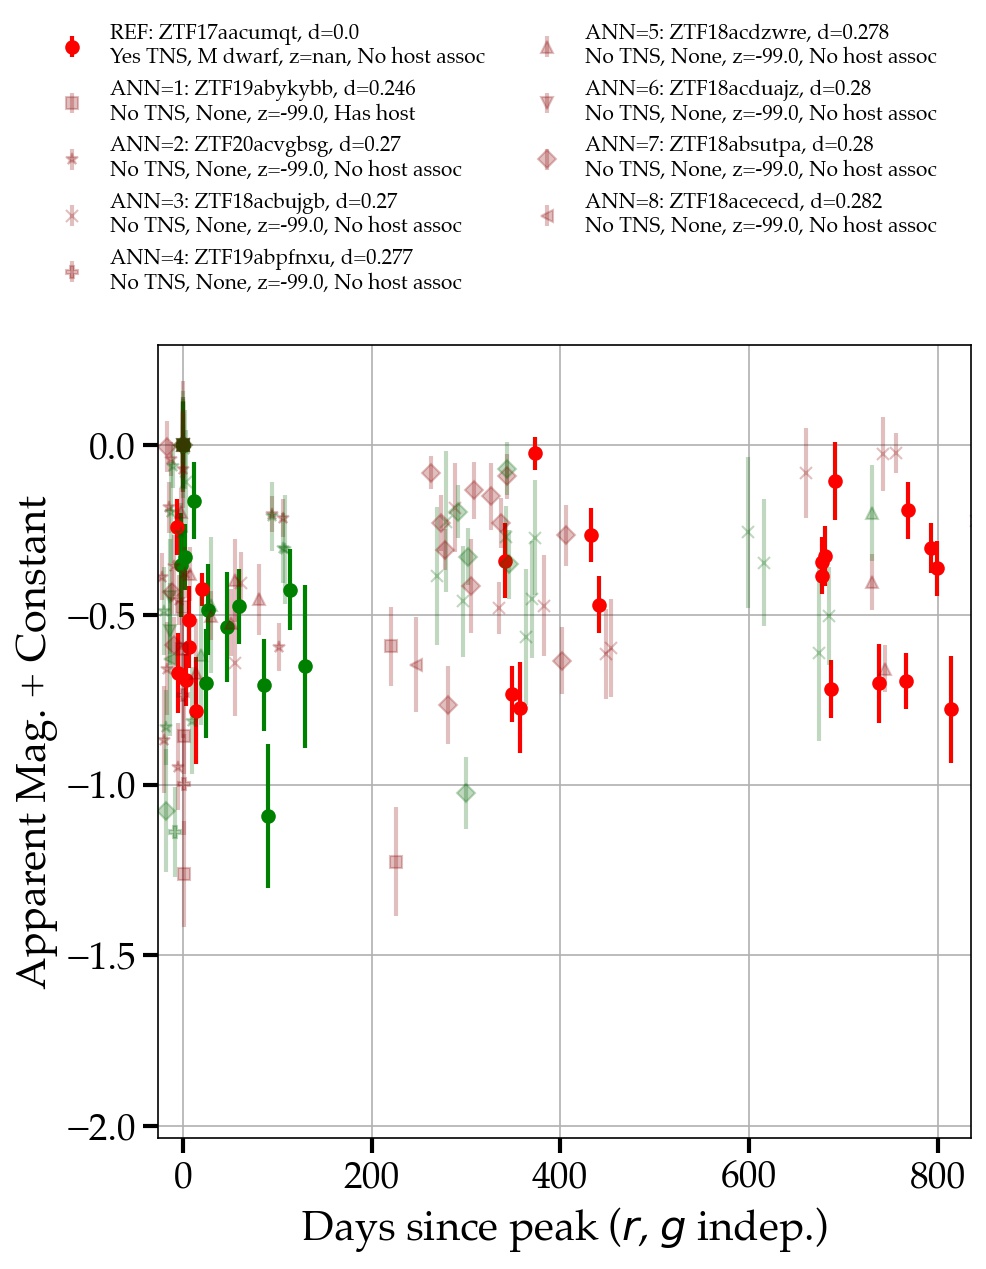 REF: ZTF17aacumqt, d=0.0
Yes TNS, M dwarf, z=nan, No host assoc
ANN=1: ZTF19abykybb, d=0.246
No TNS, None, z=-99.0, Has host
ANN=2: ZTF20acvgbsg, d=0.27
No TNS, None, z=-99.0, No host assoc
ANN=3: ZTF18acbujgb, d=0.27
No TNS, None, z=-99.0, No host assoc
ANN=4: ZTF19abpfnxu, d=0.277
No TNS, None, z=-99.0, No host assoc
ANN=5: ZTF18acdzwre, d=0.278
No TNS, None, z=-99.0, No host assoc
ANN=6: ZTF18acduajz, d=0.28
No TNS, None, z=-99.0, No host assoc
ANN=7: ZTF18absutpa, d=0.28
No TNS, None, z=-99.0, No host assoc
ANN=8: ZTF18acececd, d=0.282
No TNS, None, z=-99.0, No host assoc
Apparent Mag. + Constant
0.0
−0.5
−1.0
−1.5
−2.0
0 200 400 600 800
Days since peak (r, g indep.)